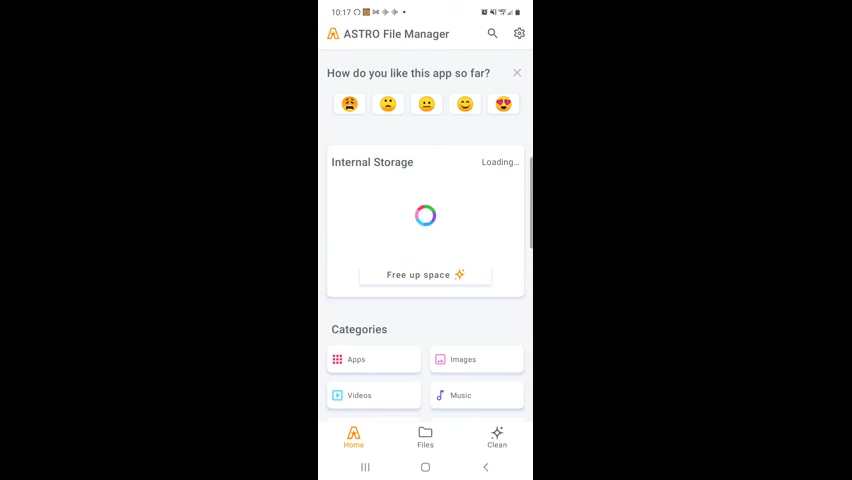 10:17
ASTRO File Manager
How do you like this app so far?
Internal Storage
Loading...
Free up space
Categories
Apps
Images
Videos
Music
Home
Files
Clean